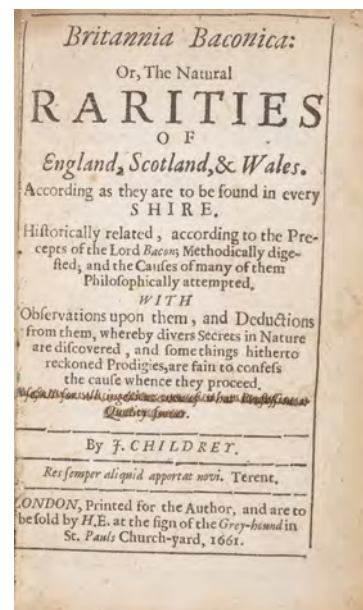 Britannia Baconica:
Or, The Natural
RARITIES
OF
England, Scotland, & Wales.
According as they are to be found in every
SHIRE.
Hiſtorically related, according to the Pre-
cepts of the Lord Bacon; Methodically dige-
ſted; and the Cauſes of many of them
Philoſophically attempted.
WITH
Obſervations upon them, and Deductions
from them, whereby divers Secrets in Nature
are diſcovered, and ſome things hitherto
reckoned Prodigies, are fain to confeſs
the cauſe whence they proceed.
By J. CHILDREY.
Res ſemper aliquid apportat novi. Terent.
LONDON, Printed for the Author, and are to
be ſold by H.E. at the ſign of the Grey-hound in
St. Pauls Church-yard, 1661.